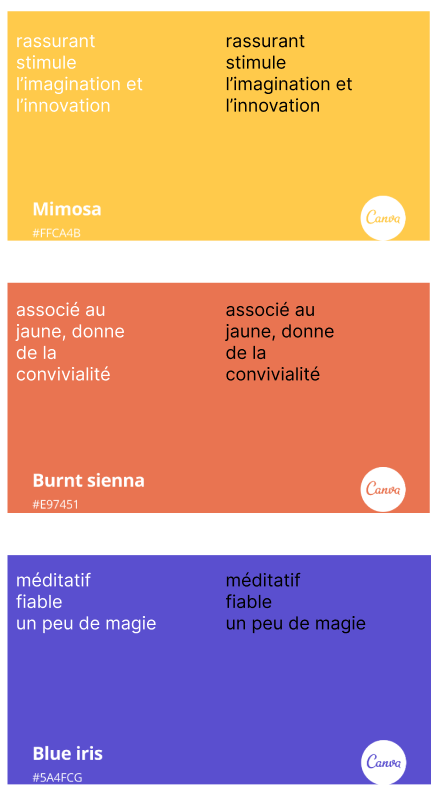 rassurant
stimule
l’imagination et
l’innovation
rassurant
stimule
l’imagination et
l’innovation
Mimosa
#FFCA4B
Canva
associé au
jaune, donne
de la
convivialité
associé au
jaune, donne
de la
convivialité
Burnt sienna
#E97451
Canva
méditatif
fiable
un peu de magie
méditatif
fiable
un peu de magie
Blue iris
#5A4FCG
Canva